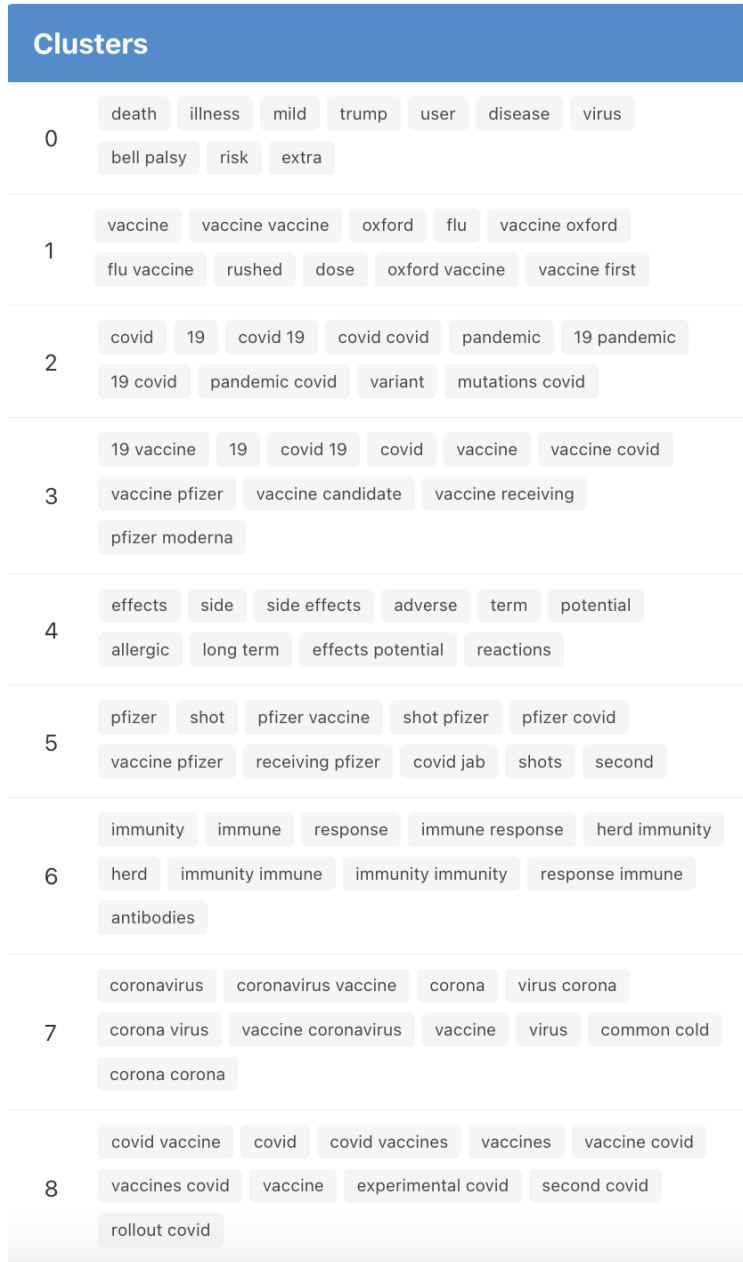 Clusters
death illness mild trump user disease virus
0
bell palsy risk extra
vaccine vaccine vaccine oxford flu vaccine oxford
1
flu vaccine rushed dose oxford vaccine vaccine first
covid 19 covid 19 covid covid pandemic 19 pandemic
2
19 covid pandemic covid variant mutations covid
19 vaccine 19 covid 19 covid vaccine vaccine covid
3 vaccine pfizer vaccine candidate vaccine receiving
pfizer moderna
effects side side effects adverse term potential
4
allergic long term effects potential reactions
pfizer shot pfizer vaccine shot pfizer pfizer covid
5
vaccine pfizer receiving pfizer covid jab shots second
immunity immune response immune response herd immunity
6 herd immunity immune immunity immunity response immune
antibodies
coronavirus coronavirus vaccine corona virus corona
7 corona virus vaccine coronavirus vaccine virus common cold
corona corona
covid vaccine covid covid vaccines vaccines vaccine covid
8 vaccines covid vaccine experimental covid second covid
rollout covid